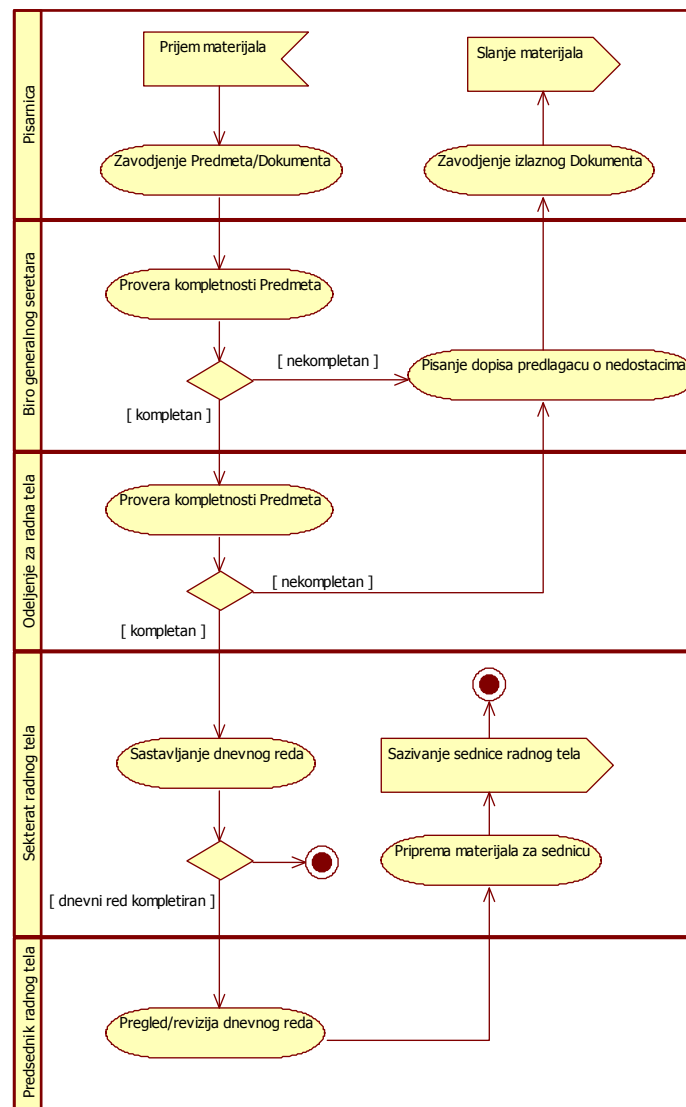 Pisarnica
Prijem materijala
Slanje materijala
Zavodjenje Predmeta/Dokumenta
Zavodjenje izlaznog Dokumenta
Biro generalnog seretara
Provera kompletnosti Predmeta
[ nekompletan ]
Pisanje dopisa predlagacu o nedostacima
[ kompletan ]
Odeljenje za radna tela
Provera kompletnosti Predmeta
[ nekompletan ]
[ kompletan ]
Sekterat radnog tela
Sastavljanje dnevnog reda
Sazivanje sednice radnog tela
Priprema materijala za sednicu
[ dnevni red kompletiran ]
Predsednik radnog tela
Pregled/revizija dnevnog reda